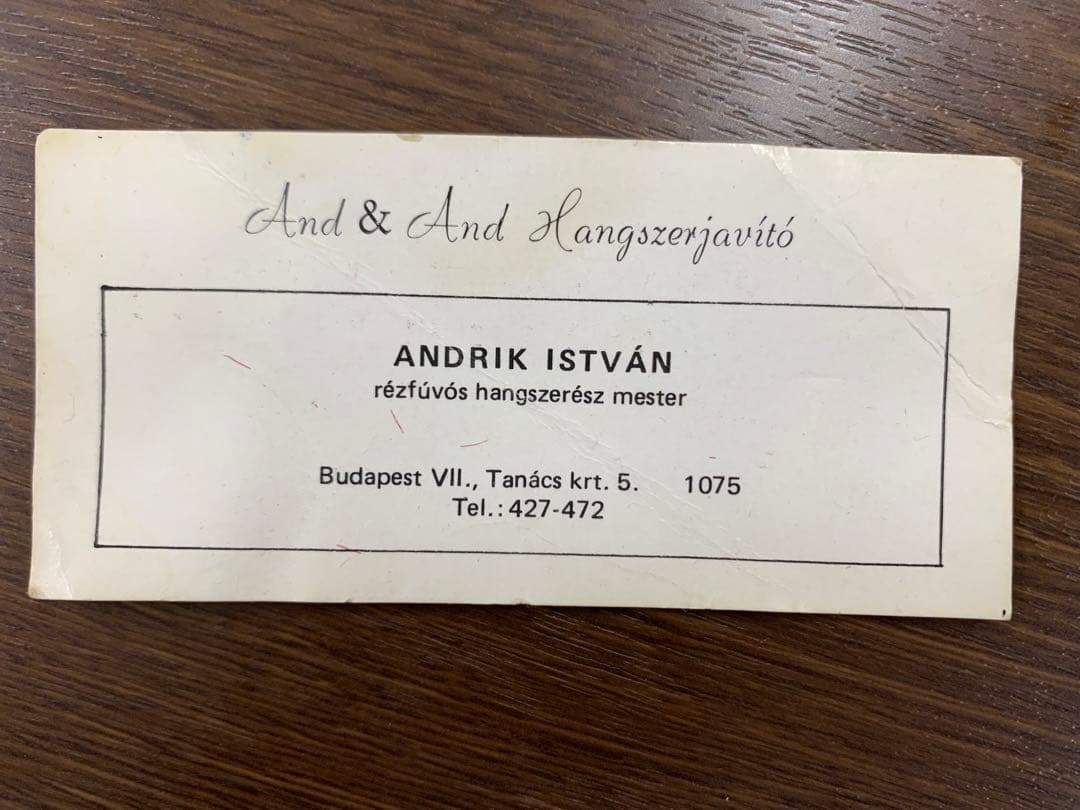 And & And Hangszerjavító
ANDRIK ISTVÁN
rézfúvós hangszerész mester
Budapest VII., Tanács krt. 5. 1075
Tel.: 427-472